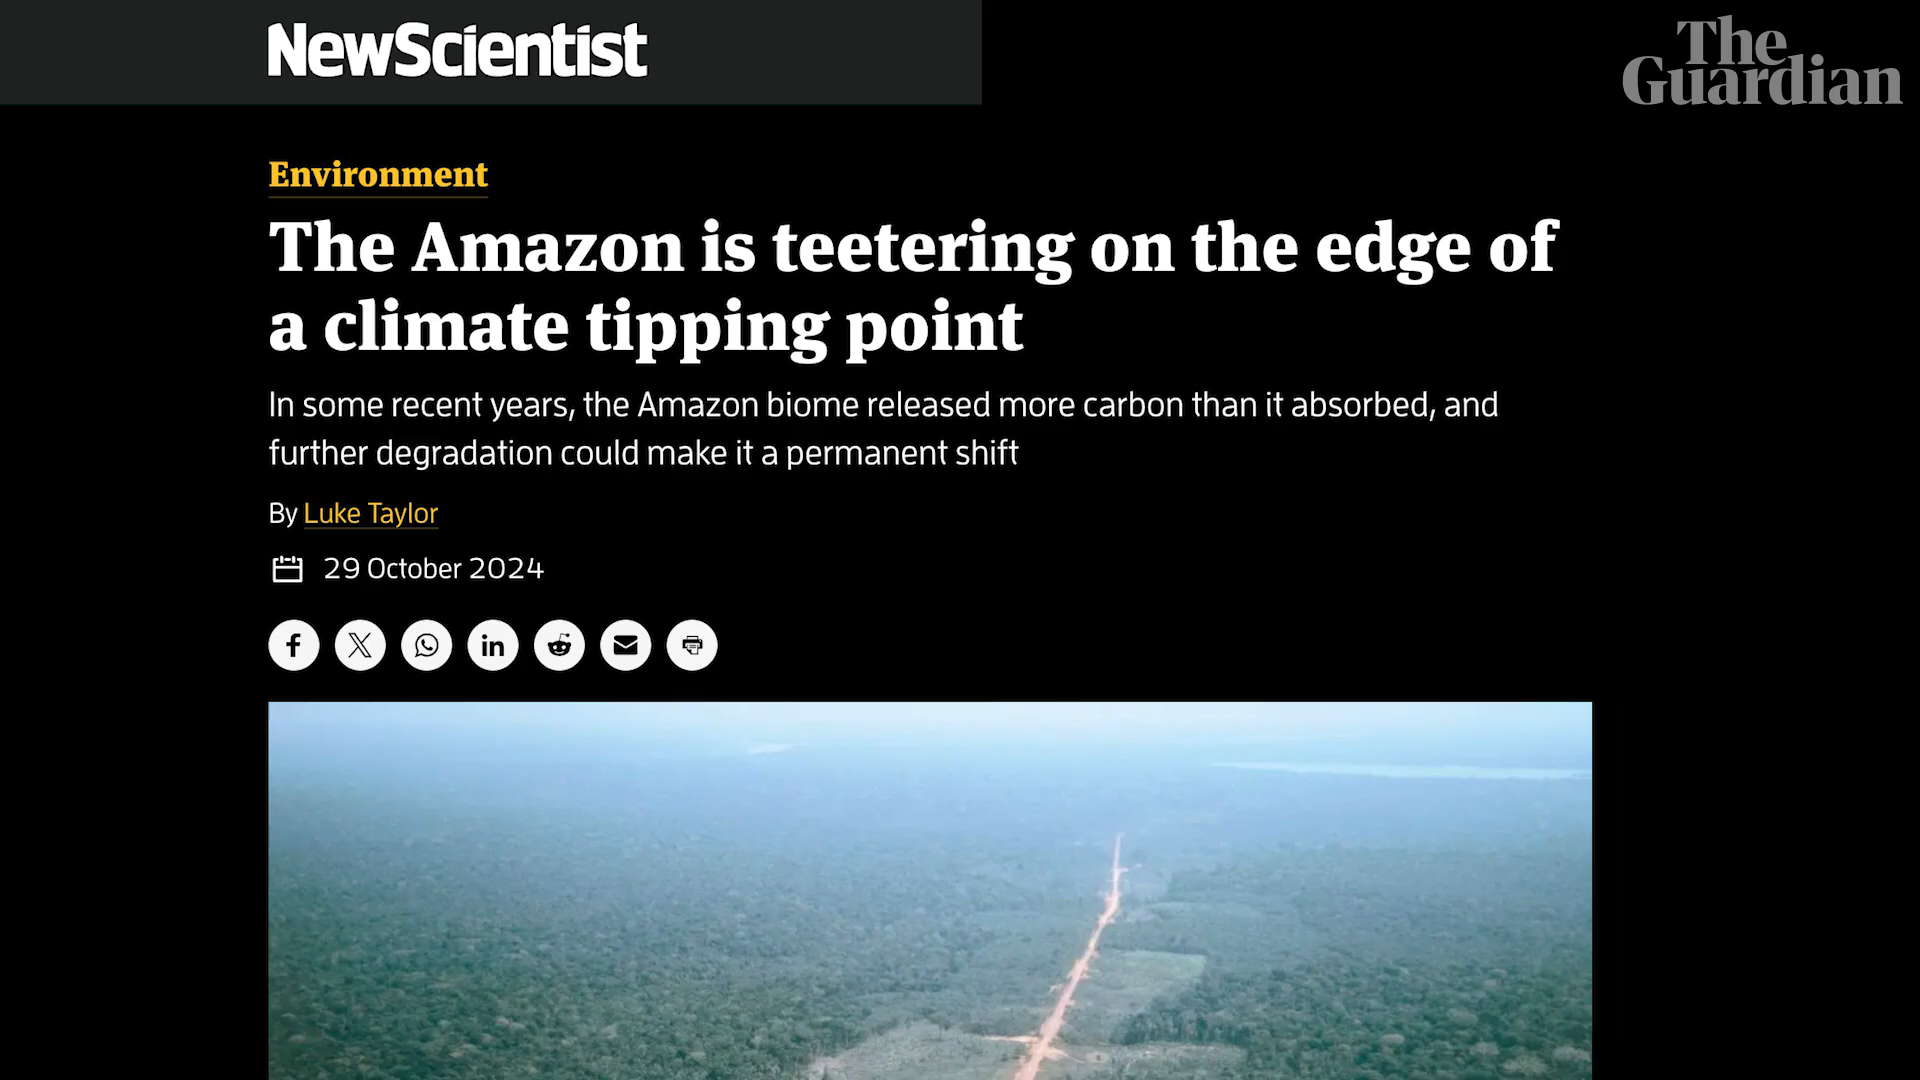 NewScientist
The
Guardian
Environment
The Amazon is teetering on the edge of
a climate tipping point
In some recent years, the Amazon biome released more carbon than it absorbed, and
further degradation could make it a permanent shift
By Luke Taylor
29 October 2024